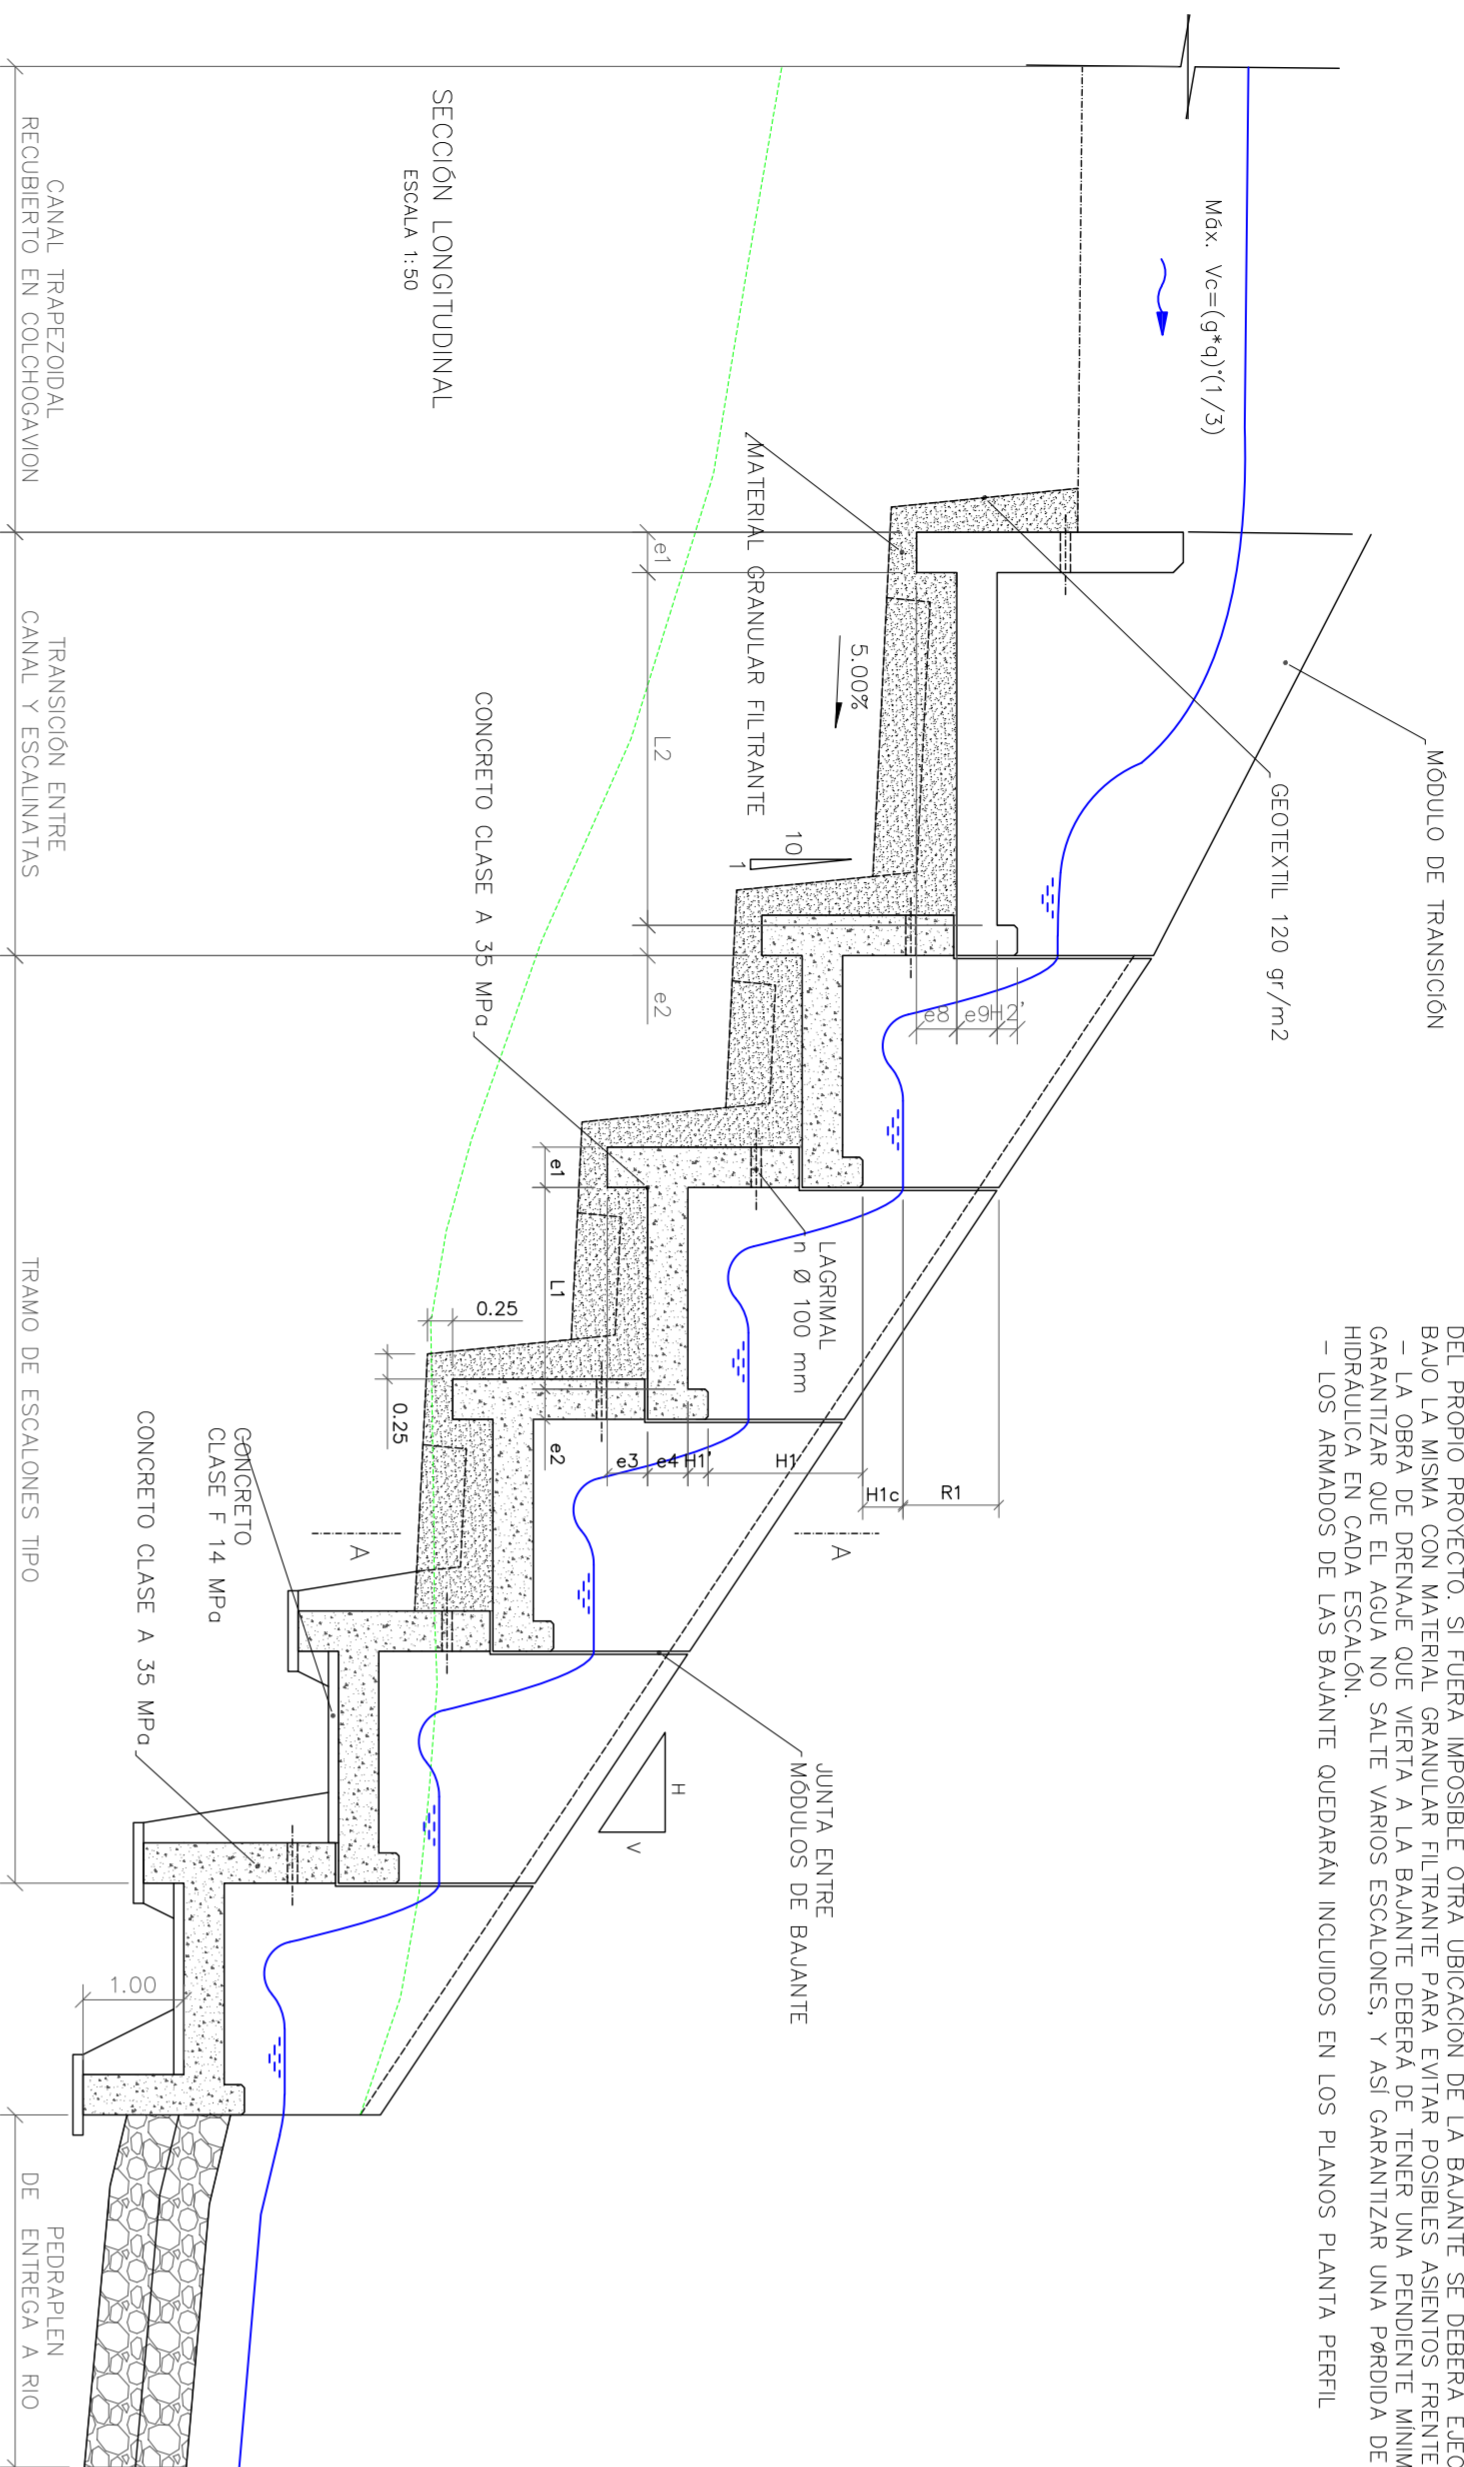 DEL PROPIO PROYECTO. SI FUERA IMPOSIBLE OTRA UBICACIÓN DE LA BAJANTE SE DEBERÁ EJEC
BAJO LA MISMA CON MATERIAL GRANULAR FILTRANTE PARA EVITAR POSIBLES ASIENTOS FRENTE
– LA OBRA DE DRENAJE QUE VIERTA A LA BAJANTE DEBERÁ DE TENER UNA PENDIENTE MÍNIM
GARANTIZAR QUE EL AGUA NO SALTE VARIOS ESCALONES, Y ASÍ GARANTIZAR UNA PØRDIDA DE
HIDRÁULICA EN CADA ESCALÓN.
– LOS ARMADOS DE LAS BAJANTE QUEDARÁN INCLUIDOS EN LOS PLANOS PLANTA PERFIL
MÓDULO DE TRANSICIÓN
GEOTEXTIL 120 gr/m2
Máx. Vc=(g*q)^(1/3)
R1
H1c
H1
H1'
e4
e3
H2'
e9
e8
A
A
JUNTA ENTRE
MÓDULOS DE BAJANTE
H
V
LAGRIMAL
n Ø 100 mm
5.00%
10
1
MATERIAL GRANULAR FILTRANTE
e1
L2
e2
e1
L1
e2
0.25
0.25
CONCRETO CLASE A 35 MPa
SECCIÓN LONGITUDINAL
ESCALA 1:50
CONCRETO
CLASE F 14 MPa
CONCRETO CLASE A 35 MPa
1.00
CANAL TRAPEZOIDAL
RECUBIERTO EN COLCHOGAVION
TRANSICIÓN ENTRE
CANAL Y ESCALINATAS
TRAMO DE ESCALONES TIPO
PEDRAPLEN
DE ENTREGA A RIO